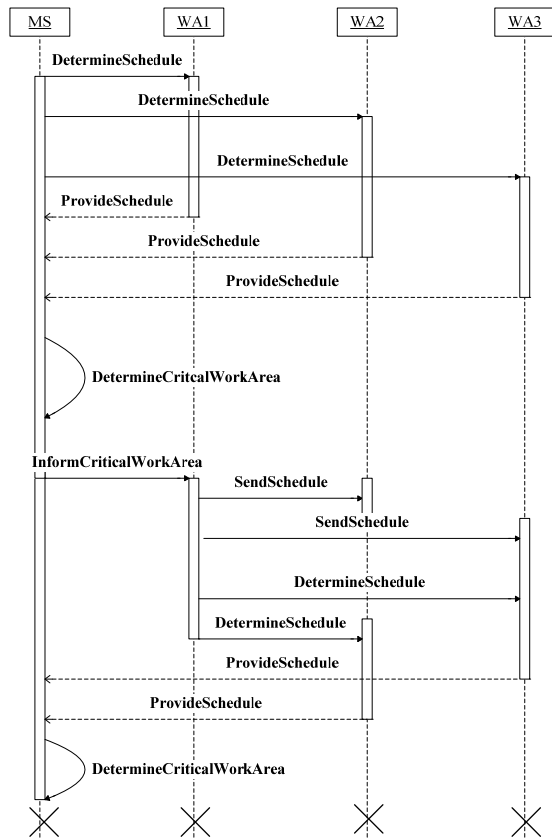 MS
WA1
WA2
WA3
DetermineSchedule
DetermineSchedule
DetermineSchedule
ProvideSchedule
ProvideSchedule
ProvideSchedule
DetermineCritcalWorkArea
InformCriticalWorkArea
SendSchedule
SendSchedule
DetermineSchedule
DetermineSchedule
ProvideSchedule
ProvideSchedule
DetermineCriticalWorkArea